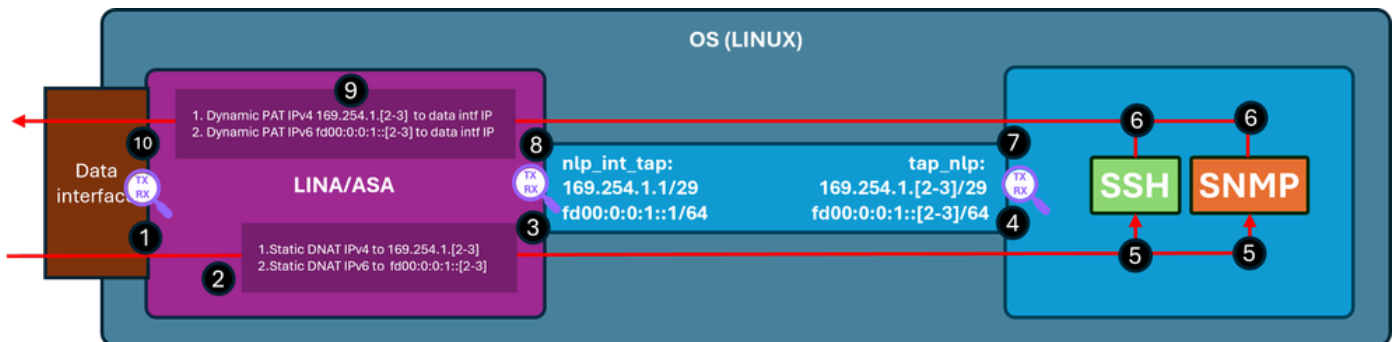 OS (LINUX)
9
1. Dynamic PAT IPv4 169.254.1.[2-3] to data intf IP
2. Dynamic PAT IPv6 fd00:0:0:1::[2-3] to data intf IP
10
Data
interface
TX
RX
1
LINA/ASA
8
TX
RX
3
2
1.Static DNAT IPv4 to 169.254.1.[2-3]
2.Static DNAT IPv6 to fd00:0:0:1::[2-3]
nlp_int_tap:
169.254.1.1/29
fd00:0:0:1::1/64
tap_nlp:
169.254.1.[2-3]/29
fd00:0:0:1::[2-3]/64
7
TX
RX
4
6
6
SSH
SNMP
5
5